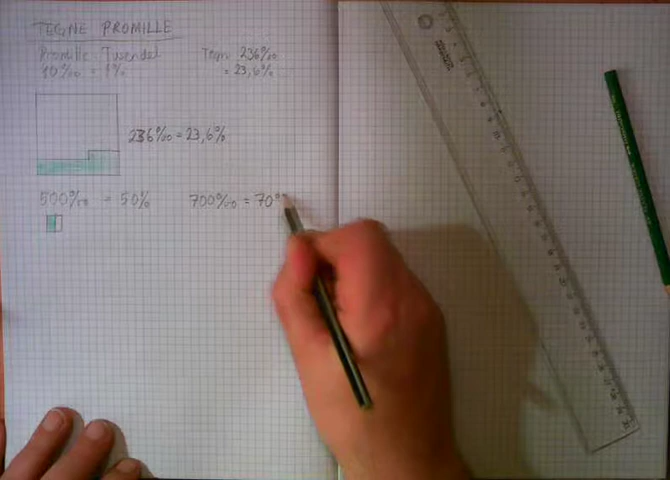 TEGNE PROMILLE
Promille Tusendel
10‰ = 1%
Tegn 236‰
= 23,6%
236‰ = 23,6%
500‰ = 50%
700‰ = 70%